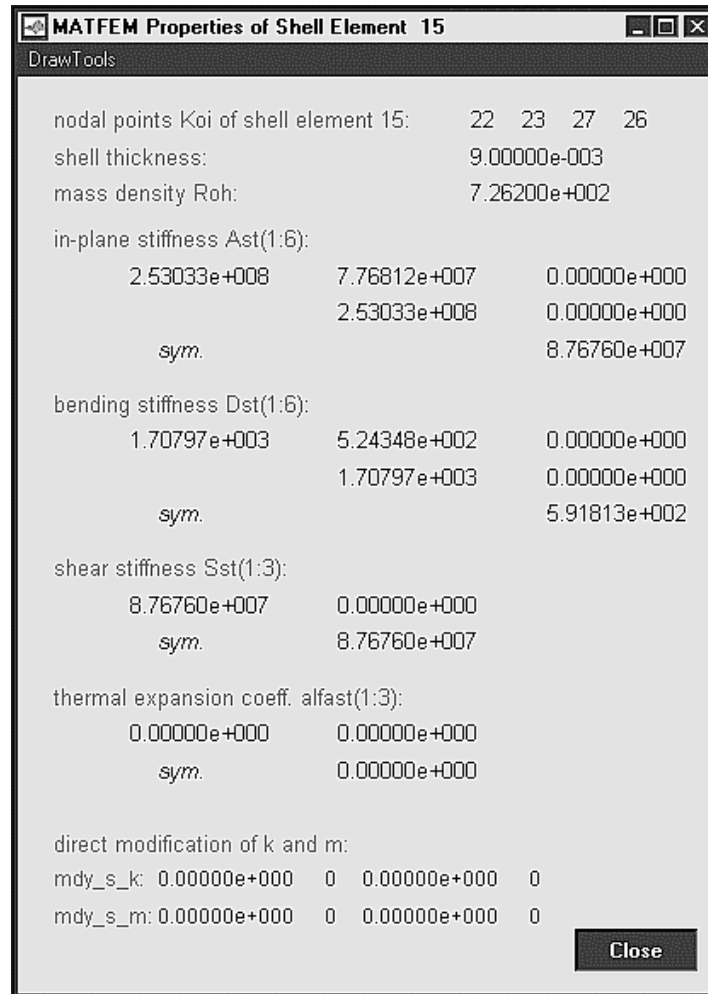 MATFEM Properties of Shell Element 15
DrawTools
nodal points Koi of shell element 15: 22 23 27 26
shell thickness: 9.00000e-003
mass density Roh: 7.26200e+002
in-plane stiffness Ast(1:6):
2.53033e+008 7.76812e+007 0.00000e+000
2.53033e+008 0.00000e+000
sym. 8.76760e+007
bending stiffness Dst(1:6):
1.70797e+003 5.24348e+002 0.00000e+000
1.70797e+003 0.00000e+000
sym. 5.91813e+002
shear stiffness Sst(1:3):
8.76760e+007 0.00000e+000
sym. 8.76760e+007
thermal expansion coeff. alfast(1:3):
0.00000e+000 0.00000e+000
sym. 0.00000e+000
direct modification of k and m:
mdy_s_k: 0.00000e+000 0 0.00000e+000 0
mdy_s_m: 0.00000e+000 0 0.00000e+000 0
Close